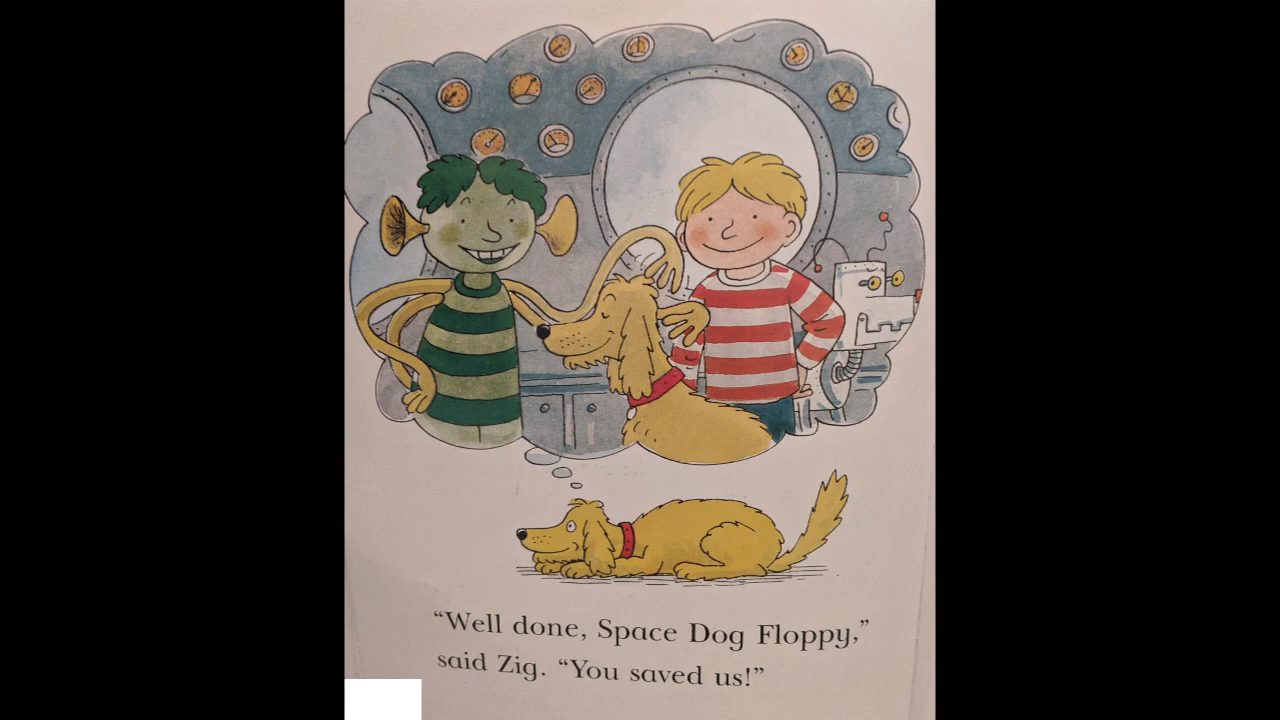 “Well done, Space Dog Floppy,”
said Zig. “You saved us!”